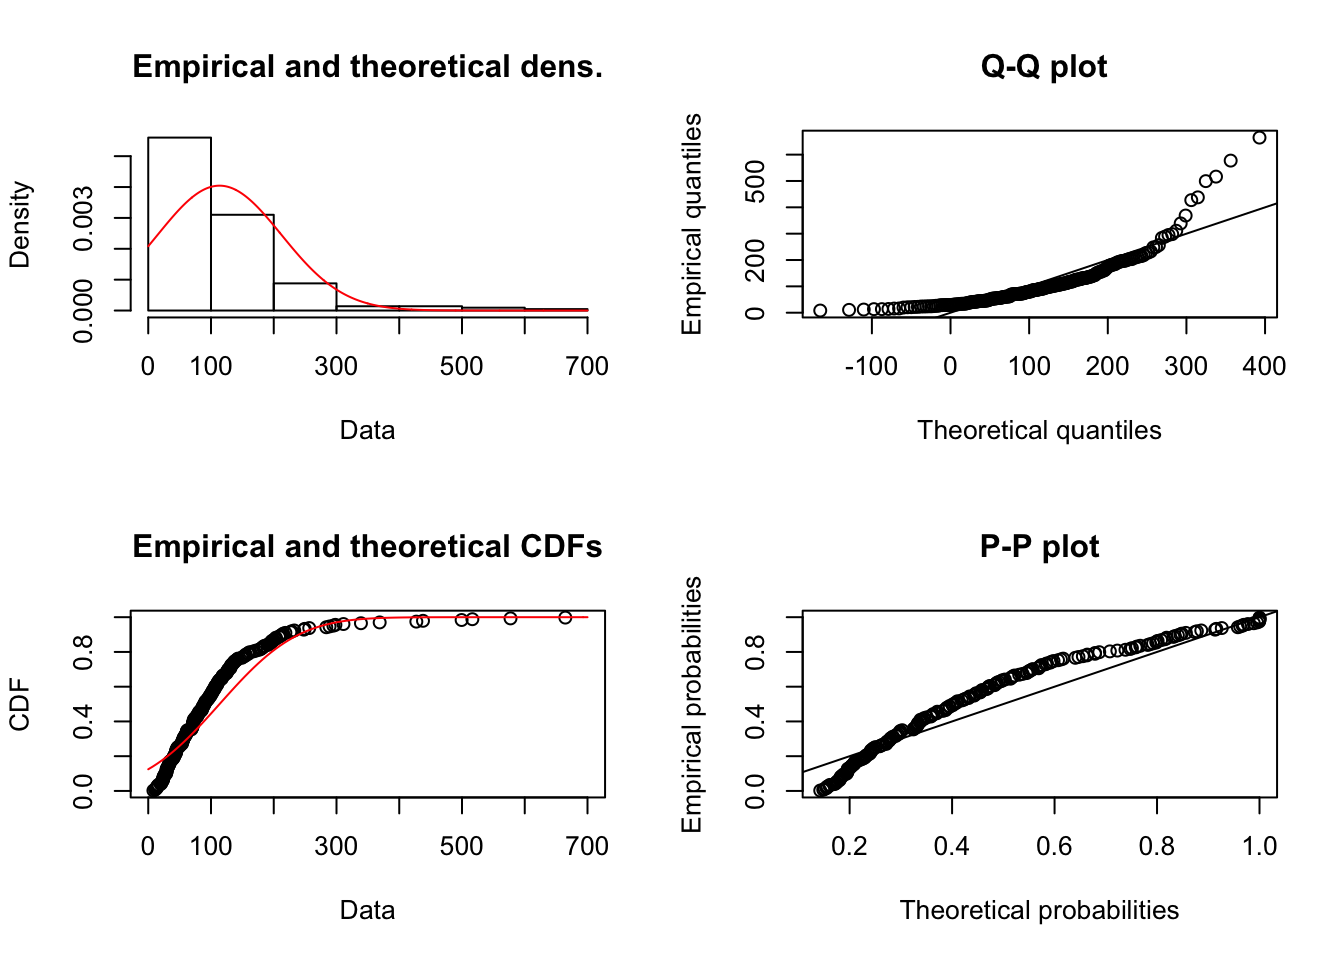 Empirical and theoretical dens.
Density
0.000 0.003
0 100 300 500 700
Data
Q-Q plot
Empirical quantiles
0 200 500
-100 0 100 200 300 400
Theoretical quantiles
Empirical and theoretical CDFs
CDF
0.0 0.4 0.8
0 100 300 500 700
Data
P-P plot
Empirical probabilities
0.0 0.4 0.8
0.2 0.4 0.6 0.8 1.0
Theoretical probabilities